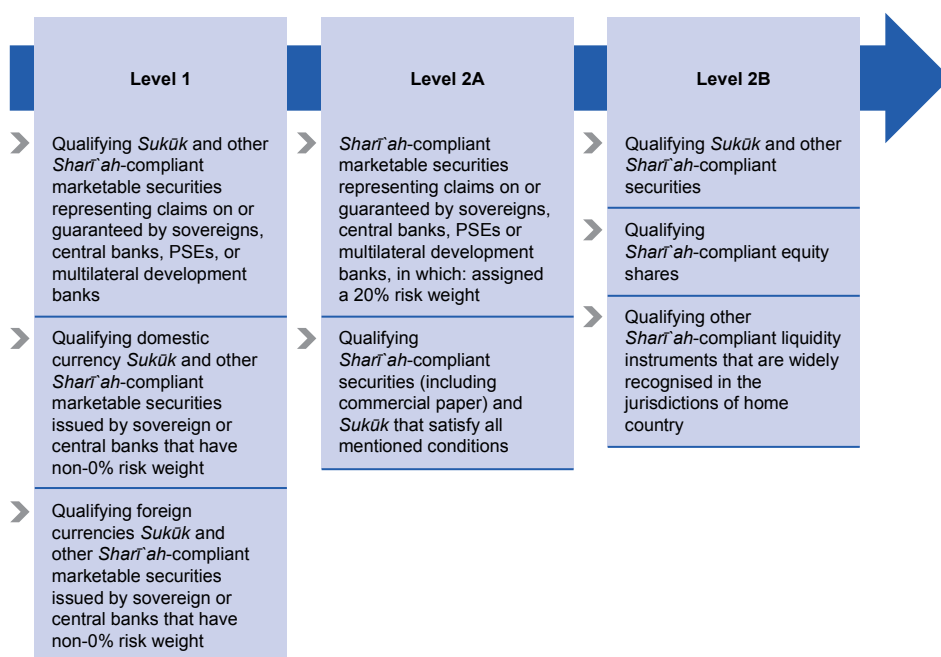 Level 1
Qualifying Sukūk and other
Sharī`ah-compliant
marketable securities
representing claims on or
guaranteed by sovereigns,
central banks, PSEs, or
multilateral development
banks
Qualifying domestic
currency Sukūk and other
Sharī`ah-compliant
marketable securities
issued by sovereign or
central banks that have
non-0% risk weight
Qualifying foreign
currencies Sukūk and
other Sharī`ah-compliant
marketable securities
issued by sovereign or
central banks that have
non-0% risk weight
Level 2A
Sharī`ah-compliant
marketable securities
representing claims on or
guaranteed by sovereigns,
central banks, PSEs or
multilateral development
banks, in which: assigned
a 20% risk weight
Qualifying
Sharī`ah-compliant
securities (including
commercial paper) and
Sukūk that satisfy all
mentioned conditions
Level 2B
Qualifying Sukūk and other
Sharī`ah-compliant
securities
Qualifying
Sharī`ah-compliant equity
shares
Qualifying other
Sharī`ah-compliant liquidity
instruments that are widely
recognised in the
jurisdictions of home
country